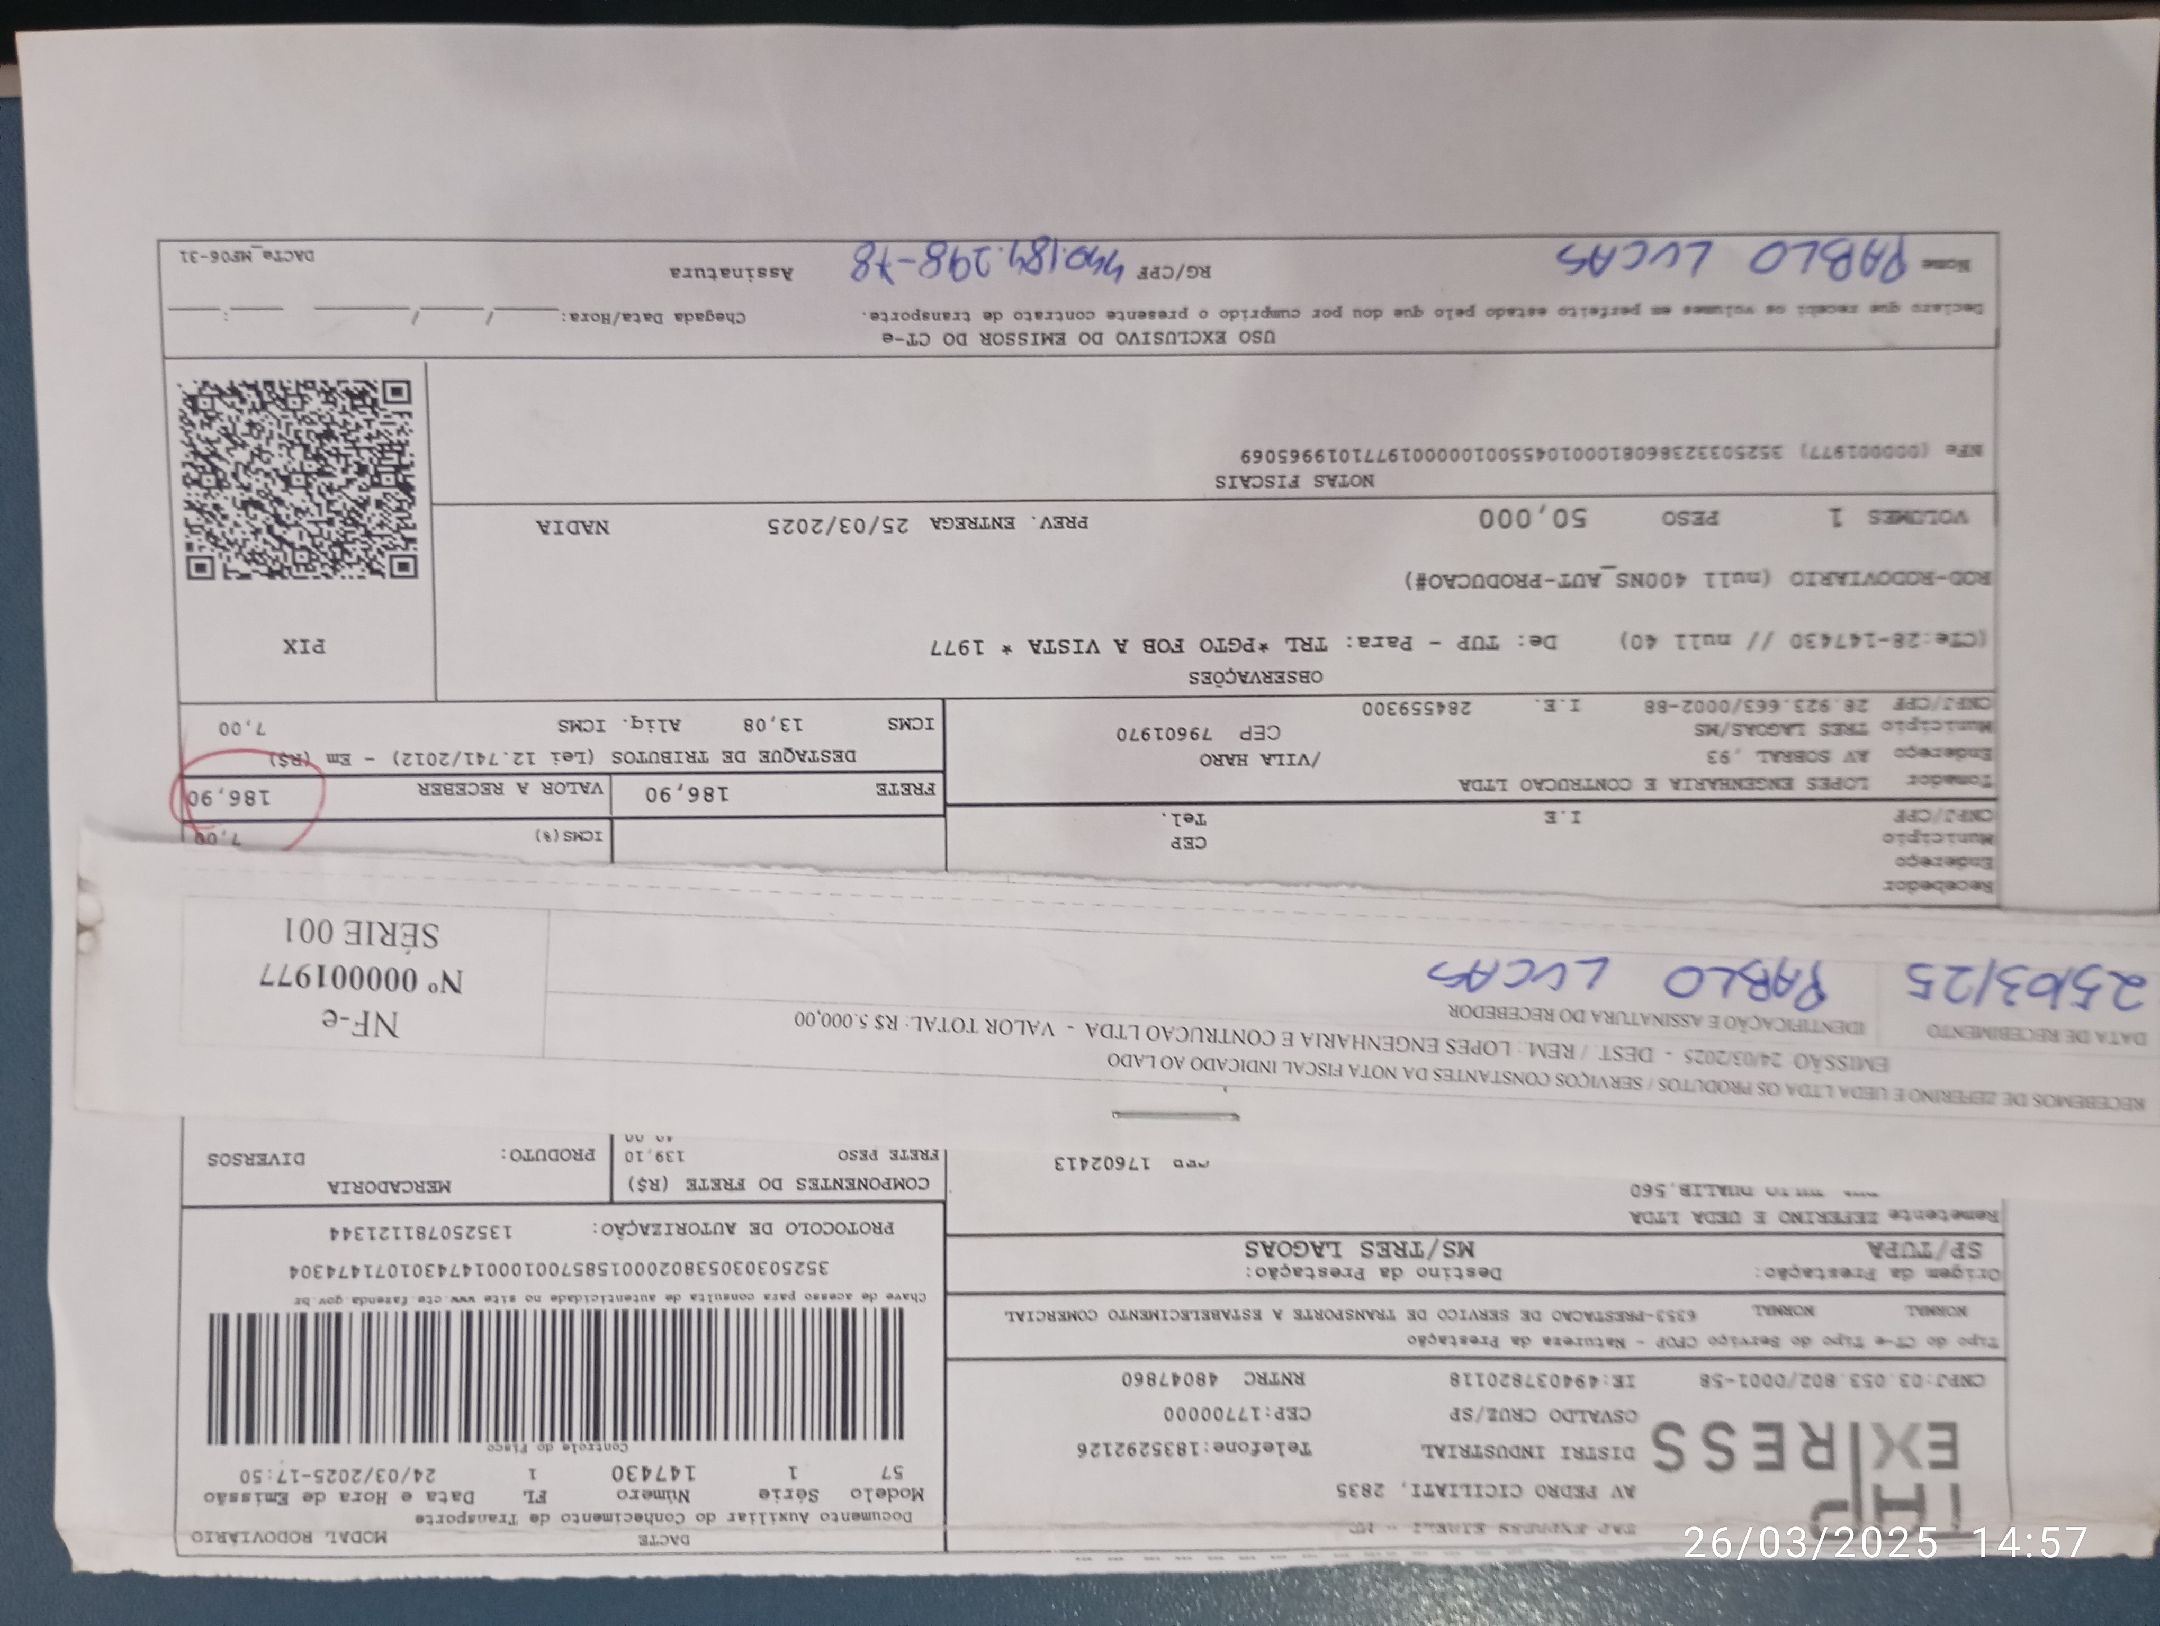 DACTE MODAL RODOVIÁRIO
Documento Auxiliar do Conhecimento de Transporte
Modelo Série Número FL Data e Hora de Emissão
57 1 147430 1 24/03/2025-17:50
Controle do Fisco
EXPRESS
AV PEDRO CICILIATI, 2835
DISTRI INDUSTRIAL Telefone:1835292126
OSVALDO CRUZ/SP CEP:17700000
CNPJ:03.053.802/0001-58 IE:494037820118 RNTRC 48047860
Chave de acesso para consulta de autenticidade no site www.cte.fazenda.gov.br
35250303053802000158570010001474301071474304
PROTOCOLO DE AUTORIZAÇÃO: 135250781121344
Tipo do CT-e Tipo do Serviço CFOP - Natureza da Prestação
NORMAL NORMAL 6353-PRESTACAO DE SERVICO DE TRANSPORTE A ESTABELECIMENTO COMERCIAL
Origem da Prestação: Destino da Prestação:
SP/TUPA MS/TRES LAGOAS
Remetente ZEFERINO E UEDA LTDA
560
17602413
COMPONENTES DO FRETE (R$) MERCADORIA
FRETE PESO 139,10 PRODUTO: DIVERSOS
RECEBEMOS DE ZEFERINO E UEDA LTDA OS PRODUTOS / SERVIÇOS CONSTANTES DA NOTA FISCAL INDICADO AO LADO
EMISSÃO: 24/03/2025 - DEST. / REM.: LOPES ENGENHARIA E CONTRUCAO LTDA - VALOR TOTAL: R$ 5.000,00
DATA DE RECEBIMENTO IDENTIFICAÇÃO E ASSINATURA DO RECEBEDOR
25/03/25 PABLO LUCAS
NF-e
Nº 000001977
SÉRIE 001
Recebedor
Endereço
Município CEP
CNPJ/CPF I.E Tel.
ICMS(%) 7,00
Tomador LOPES ENGENHARIA E CONTRUCAO LTDA
Endereço AV SOBRAL ,93 /VILA HARO
Município TRES LAGOAS/MS CEP 79601970
CNPJ/CPF 28.923.663/0002-88 I.E. 284559300
FRETE 186,90 VALOR A RECEBER 186,90
DESTAQUE DE TRIBUTOS (Lei 12.741/2012) - Em (R$)
ICMS 13,08 Aliq. ICMS 7,00
OBSERVAÇÕES
(CTe:28-147430 // null 40) De: TUP - Para: TRL *PGTO FOB A VISTA * 1977
ROD-RODOVIARIO (null 400NS_AUT-PRODUCAO#)
PIX
VOLUMES 1 PESO 50,000 PREV. ENTREGA 25/03/2025 NADIA
NOTAS FISCAIS
NFe (000001977) 35250332386081000104550010000019771019965069
USO EXCLUSIVO DO EMISSOR DO CT-e
Declaro que recebi os volumes em perfeito estado pelo que dou por cumprido o presente contrato de transporte. Chegada Data/Hora: / / :
Nome PABLO LUCAS RG/CPF Assinatura
DACTe_MF06-31
26/03/2025 14:57